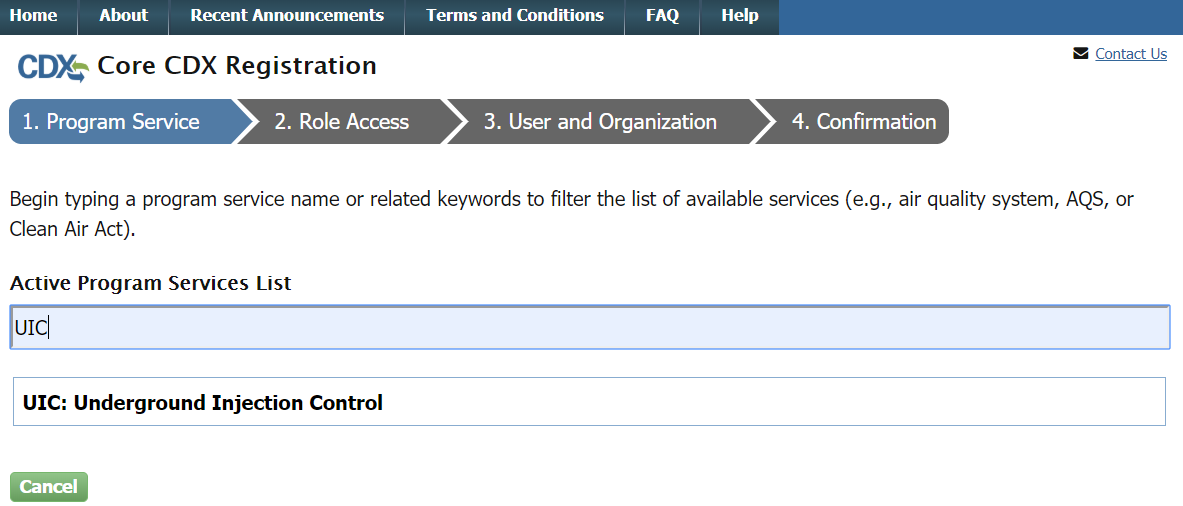 Home About Recent Announcements Terms and Conditions FAQ Help
Contact Us
CDX Core CDX Registration
1. Program Service 2. Role Access 3. User and Organization 4. Confirmation
Begin typing a program service name or related keywords to filter the list of available services (e.g., air quality system, AQS, or
Clean Air Act).
Active Program Services List
UIC
UIC: Underground Injection Control
Cancel